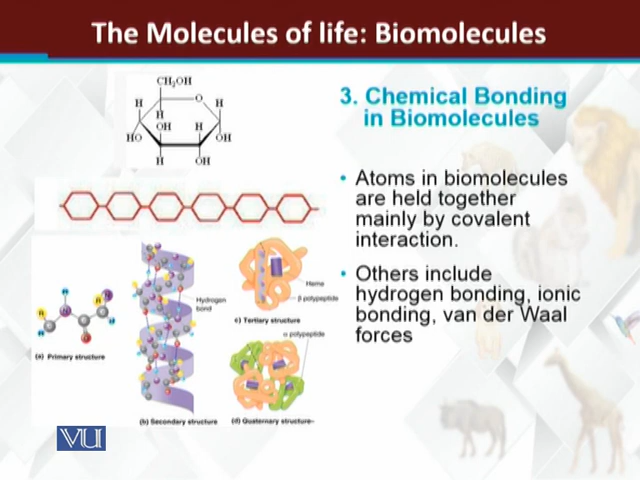 The Molecules of life: Biomolecules
3. Chemical Bonding
in Biomolecules
• Atoms in biomolecules
are held together
mainly by covalent
interaction.
• Others include
hydrogen bonding, ionic
bonding, van der Waal
forces
CH₂OH
O
H
H
H
OH
H
HO
OH
H
OH
Hydrogen
bond
Heme
β polypeptide
c) Tertiary structure
α polypeptide
(a) Primary structure
(b) Secondary structure
(d) Quaternary structure-
VU